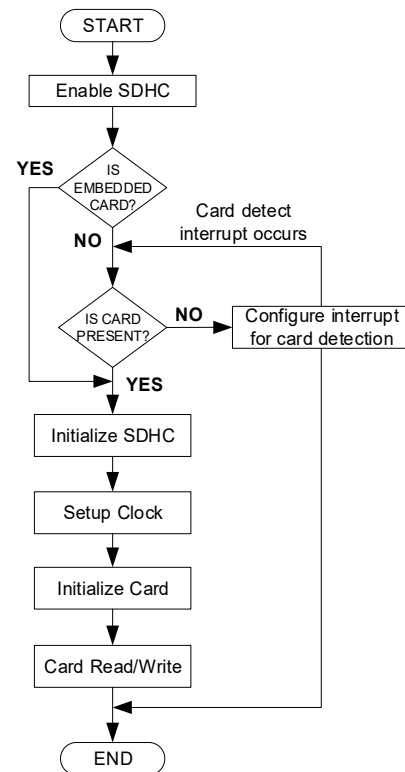 START
Enable SDHC
YES
IS
EMBEDDED
CARD?
Card detect
interrupt occurs
NO
IS CARD
PRESENT?
NO
Configure interrupt
for card detection
YES
Initialize SDHC
Setup Clock
Initialize Card
Card Read/Write
END